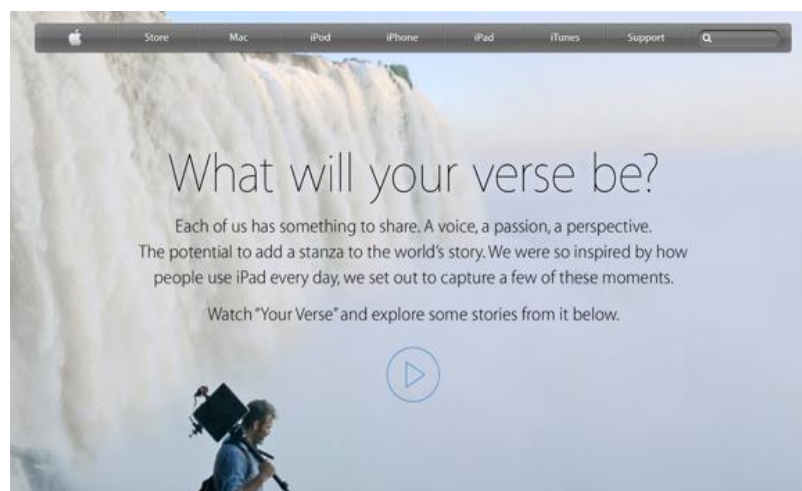 Store Mac iPod iPhone iPad iTunes Support
What will your verse be?
Each of us has something to share. A voice, a passion, a perspective.
The potential to add a stanza to the world's story. We were so inspired by how
people use iPad every day, we set out to capture a few of these moments.
Watch "Your Verse" and explore some stories from it below.